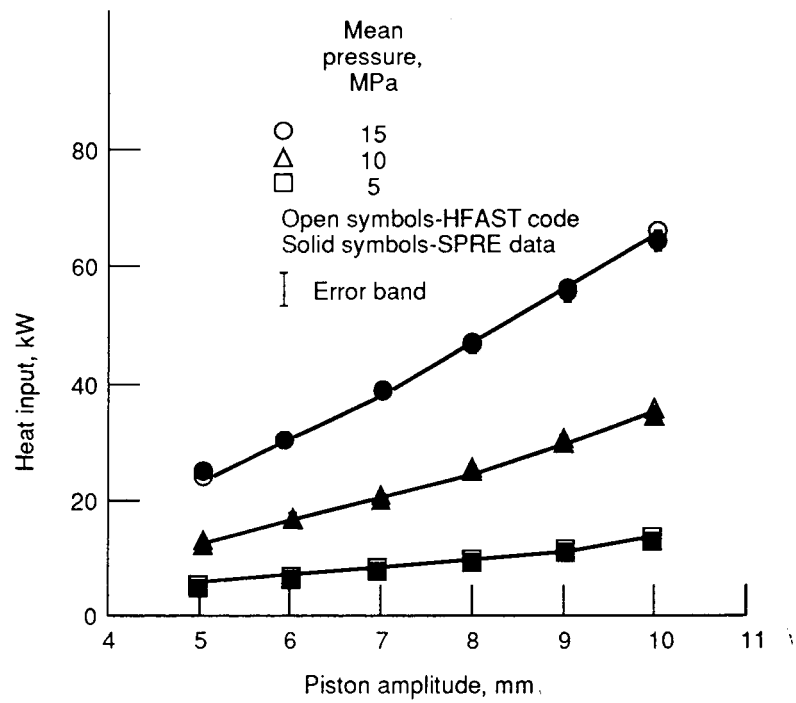 Mean
pressure,
MPa
15
10
5
Open symbols-HFAST code
Solid symbols-SPRE data
Error band
80
60
40
20
0
Heat input, kW
4 5 6 7 8 9 10 11
Piston amplitude, mm